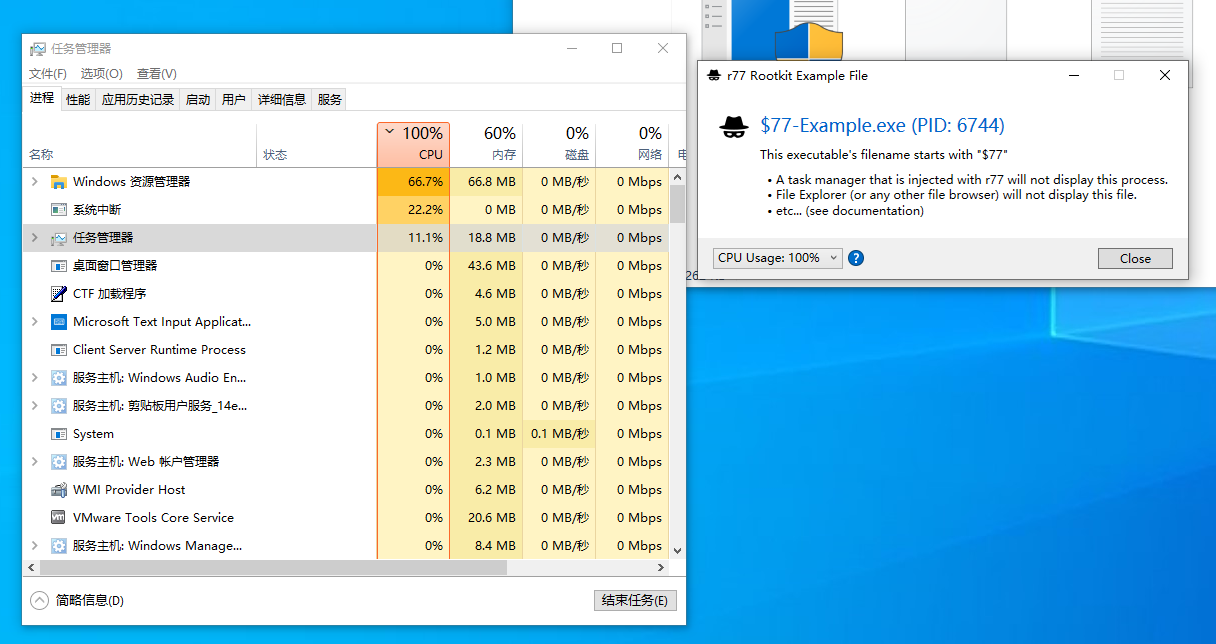 任务管理器
文件(F) 选项(O) 查看(V)
进程 性能 应用历史记录 启动 用户 详细信息 服务
100% 60% 0% 0%
名称 状态 CPU 内存 磁盘 网络
Windows 资源管理器 66.7% 66.8 MB 0 MB/秒 0 Mbps
系统中断 22.2% 0 MB 0 MB/秒 0 Mbps
任务管理器 11.1% 18.8 MB 0 MB/秒 0 Mbps
桌面窗口管理器 0% 43.6 MB 0 MB/秒 0 Mbps
CTF 加载程序 0% 4.6 MB 0 MB/秒 0 Mbps
Microsoft Text Input Applicat... 0% 5.0 MB 0 MB/秒 0 Mbps
Client Server Runtime Process 0% 1.2 MB 0 MB/秒 0 Mbps
服务主机: Windows Audio En... 0% 1.0 MB 0 MB/秒 0 Mbps
服务主机: 剪贴板用户服务_14e... 0% 2.0 MB 0 MB/秒 0 Mbps
System 0% 0.1 MB 0.1 MB/秒 0 Mbps
服务主机: Web 帐户管理器 0% 2.3 MB 0 MB/秒 0 Mbps
WMI Provider Host 0% 6.2 MB 0 MB/秒 0 Mbps
VMware Tools Core Service 0% 20.6 MB 0 MB/秒 0 Mbps
服务主机: Windows Manage... 0% 8.4 MB 0 MB/秒 0 Mbps
简略信息(D) 结束任务(E)
r77 Rootkit Example File
$77-Example.exe (PID: 6744)
This executable's filename starts with "$77"
• A task manager that is injected with r77 will not display this process.
• File Explorer (or any other file browser) will not display this file.
• etc... (see documentation)
CPU Usage: 100% ? Close